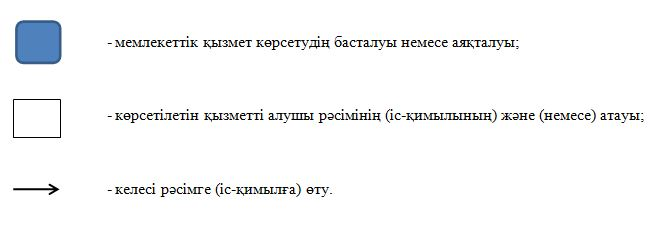 - мемлекеттік қызмет көрсетудің басталуы немесе аяқталуы;
- көрсетілетін қызметті алушы рәсімінің (іс-қимылының) және (немесе) атауы;
- келесі рәсімге (іс-қимылға) өту.